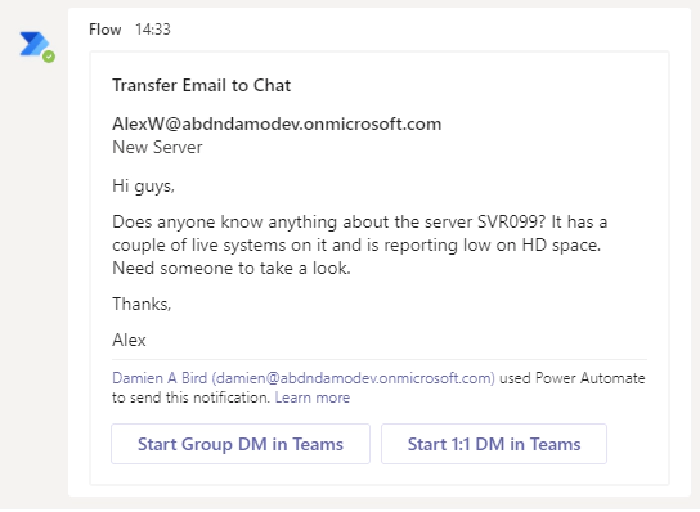 Flow 14:33
Transfer Email to Chat
AlexW@abdndamodev.onmicrosoft.com
New Server
Hi guys,
Does anyone know anything about the server SVR099? It has a
couple of live systems on it and is reporting low on HD space.
Need someone to take a look.
Thanks,
Alex
Damien A Bird (damien@abdndamodev.onmicrosoft.com) used Power Automate
to send this notification. Learn more
Start Group DM in Teams Start 1:1 DM in Teams